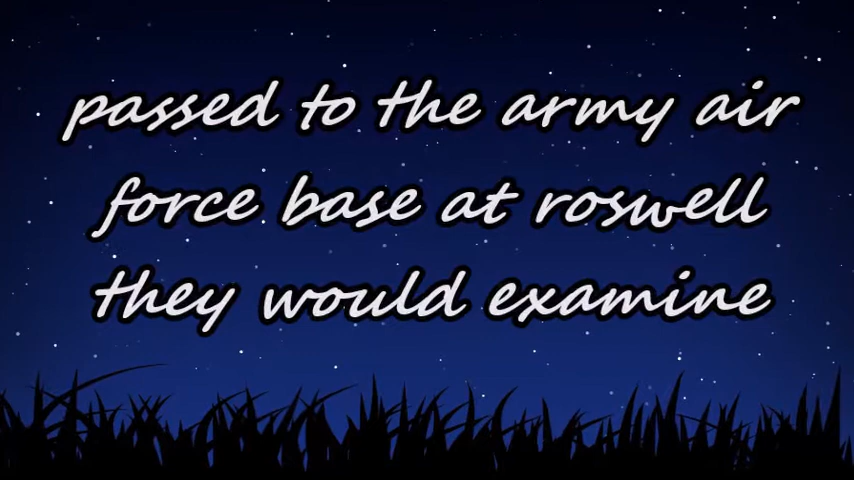 passed to the army air
force base at roswell
they would examine